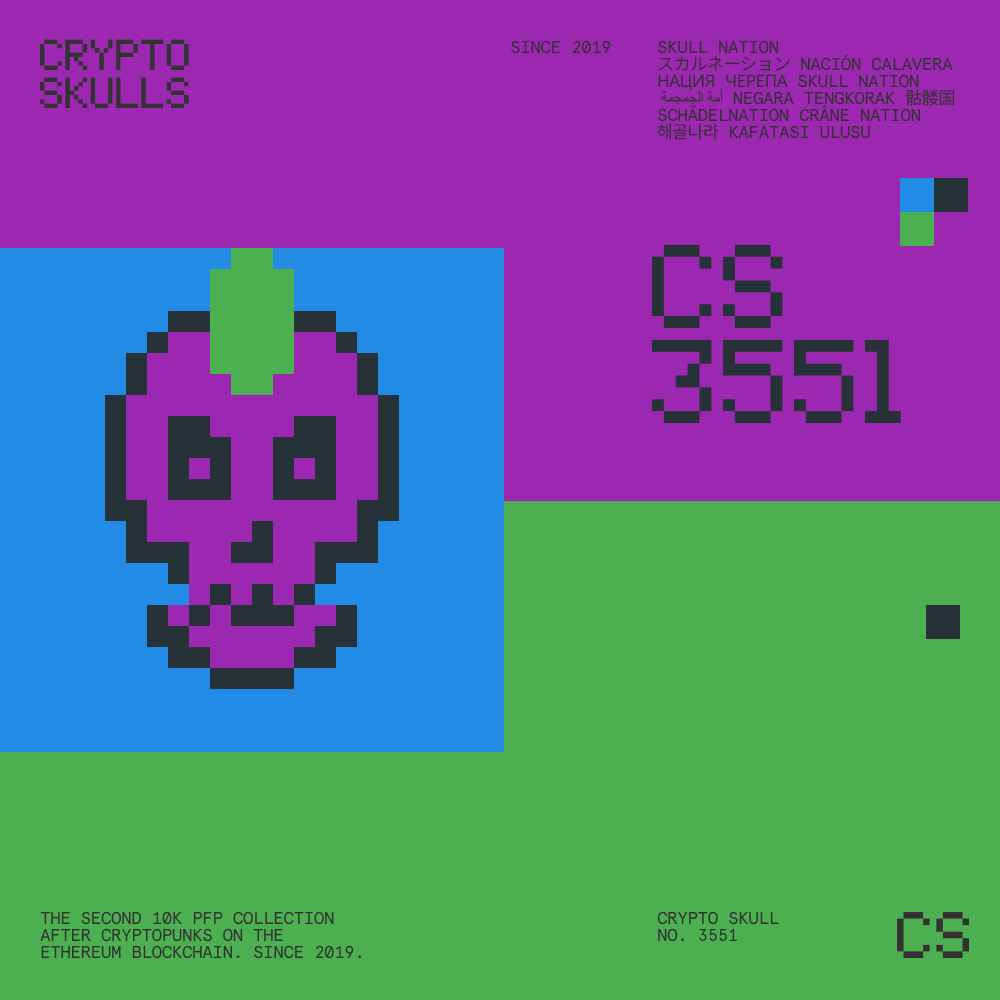 CRYPTO
SKULLS
SINCE 2019
SKULL NATION
スカルネーション NACIÓN CALAVERA
НАЦИЯ ЧЕРЕПА SKULL NATION
أمة الجمجمة NEGARA TENGKORAK 骷髅国
SCHÄDELNATION CRÂNE NATION
해골나라 KAFATASI ULUSU
CS
3551
THE SECOND 10K PFP COLLECTION
AFTER CRYPTOPUNKS ON THE
ETHEREUM BLOCKCHAIN. SINCE 2019.
CRYPTO SKULL
NO. 3551
CS